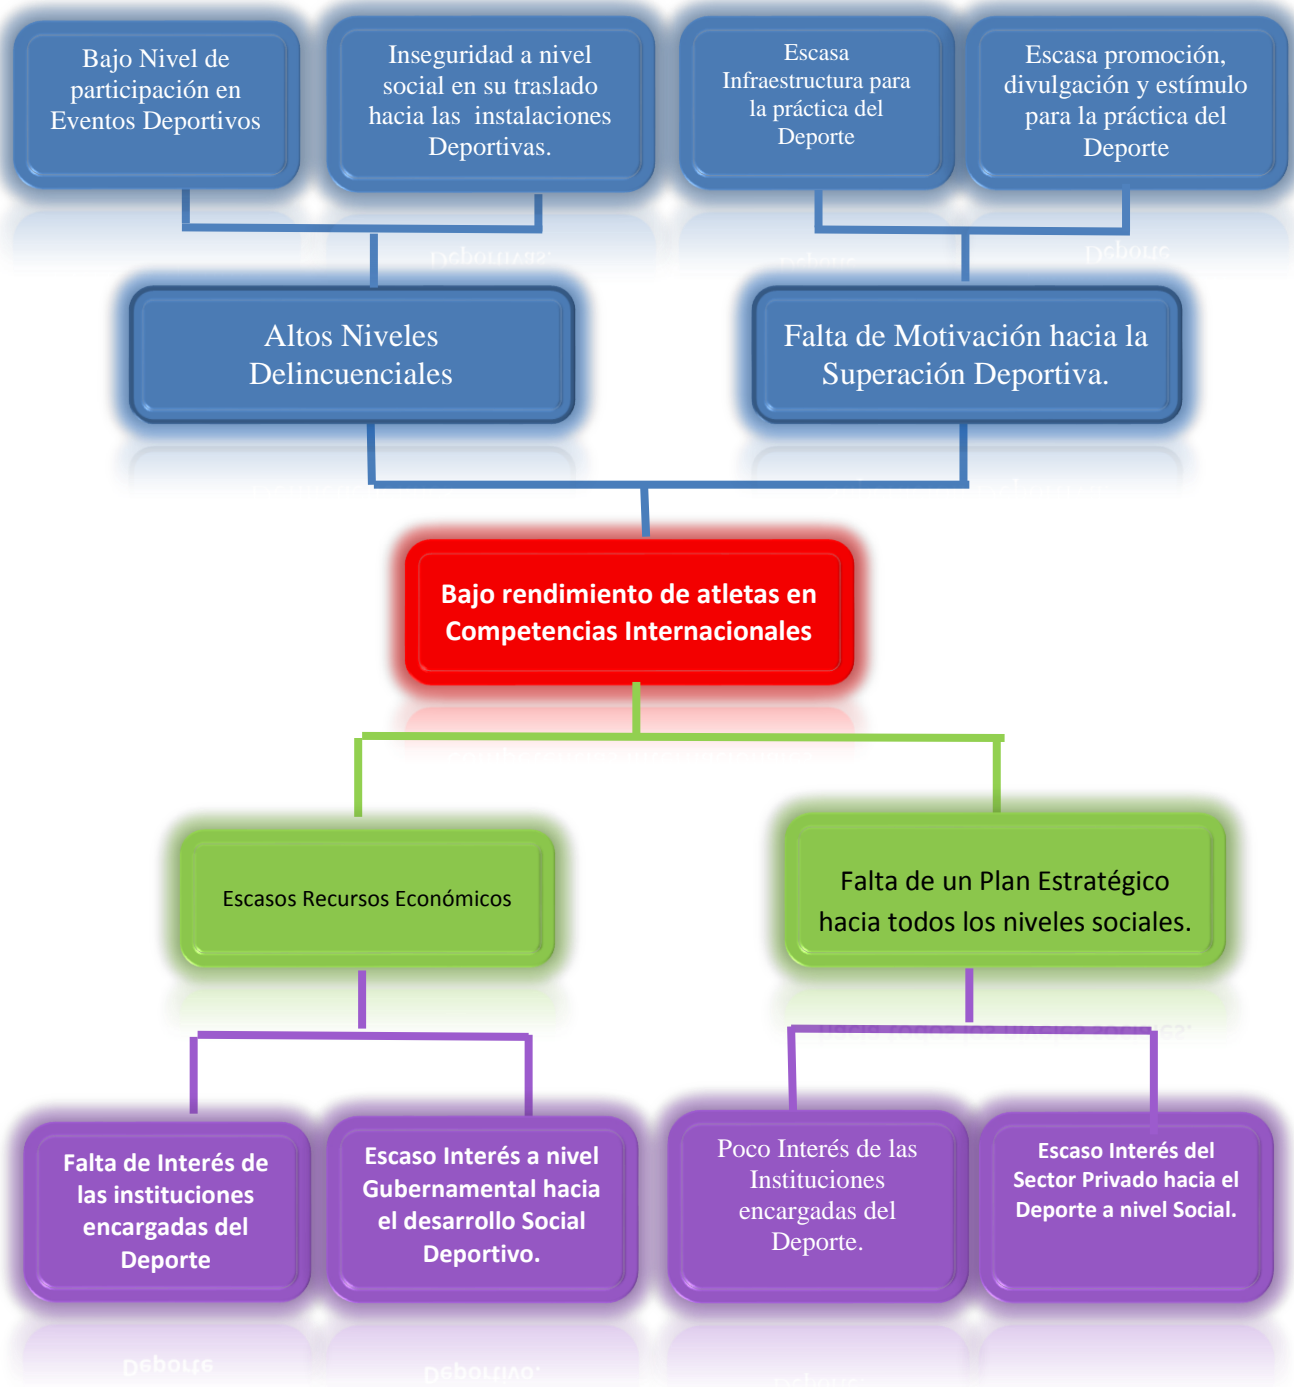 Bajo Nivel de
participación en
Eventos Deportivos
Inseguridad a nivel
social en su traslado
hacia las instalaciones
Deportivas.
Escasa
Infraestructura para
la práctica del
Deporte
Escasa promoción,
divulgación y estímulo
para la práctica del
Deporte
Altos Niveles
Delincuenciales
Falta de Motivación hacia la
Superación Deportiva.
Bajo rendimiento de atletas en
Competencias Internacionales
Escasos Recursos Económicos
Falta de un Plan Estratégico
hacia todos los niveles sociales.
Falta de Interés de
las instituciones
encargadas del
Deporte
Escaso Interés a nivel
Gubernamental hacia
el desarrollo Social
Deportivo.
Poco Interés de las
Instituciones
encargadas del
Deporte.
Escaso Interés del
Sector Privado hacia el
Deporte a nivel Social.